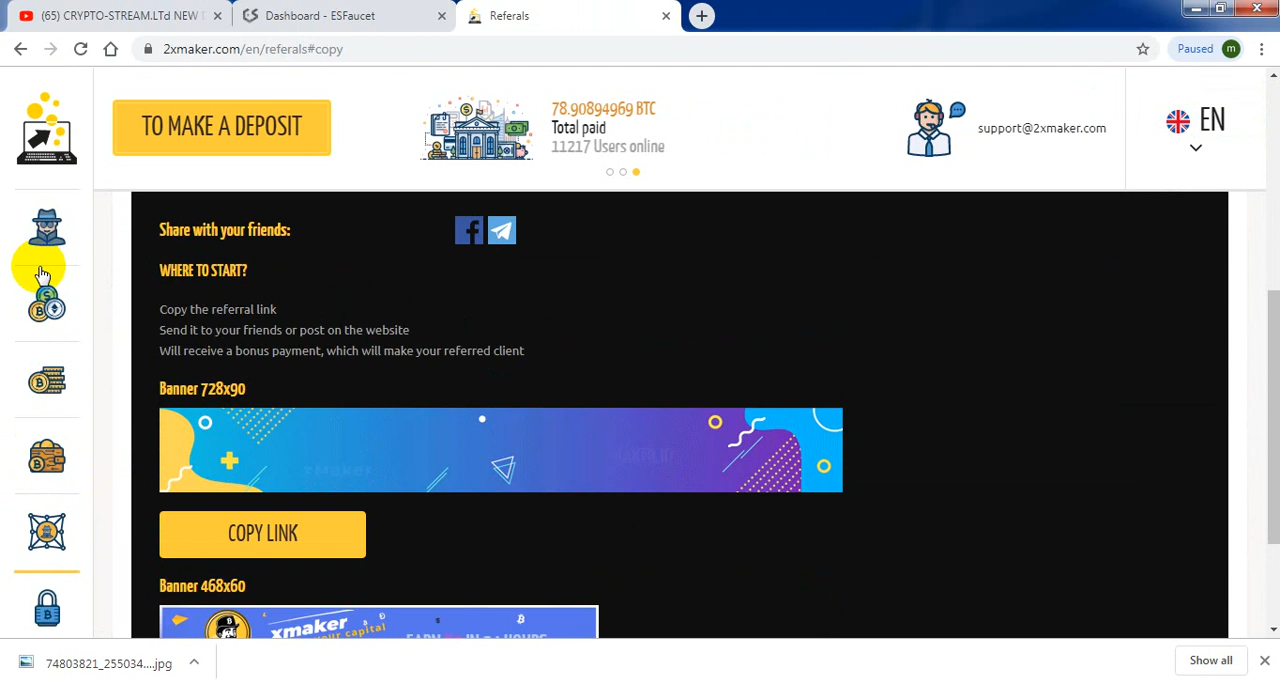 (65) CRYPTO-STREAM.LTd NEW
Dashboard - ESFaucet
Referals
2xmaker.com/en/referals#copy
Paused
m
TO MAKE A DEPOSIT
78.90894969 BTC
Total paid
11217 Users online
support@2xmaker.com
EN
Share with your friends:
WHERE TO START?
Copy the referral link
Send it to your friends or post on the website
Will receive a bonus payment, which will make your referred client
Banner 728x90
xmaker
COPY LINK
Banner 468x60
xmaker
your capital
74803821_255034....jpg
Show all